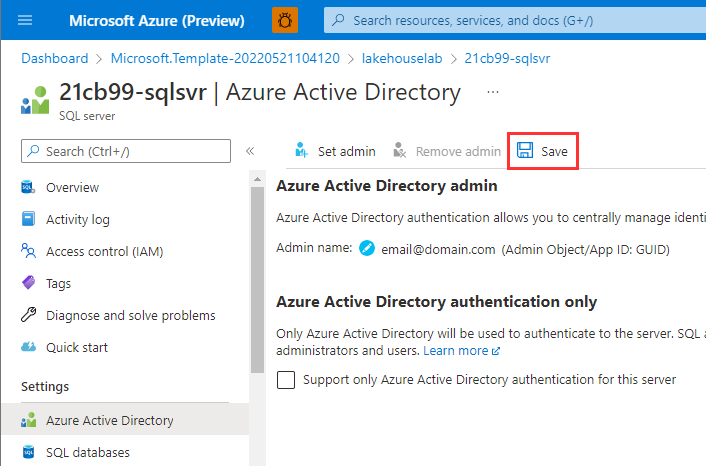 Microsoft Azure (Preview)
Search resources, services, and docs (G+/)
Dashboard > Microsoft.Template-20220521104120 > lakehouselab > 21cb99-sqlsvr
21cb99-sqlsvr | Azure Active Directory ...
SQL server
Search (Ctrl+/)
«
Set admin
Remove admin
Save
Overview
Activity log
Access control (IAM)
Tags
Diagnose and solve problems
Quick start
Settings
Azure Active Directory
SQL databases
Azure Active Directory admin
Azure Active Directory authentication allows you to centrally manage identi
Admin name: email@domain.com (Admin Object/App ID: GUID)
Azure Active Directory authentication only
Only Azure Active Directory will be used to authenticate to the server. SQL a
administrators and users. Learn more
Support only Azure Active Directory authentication for this server